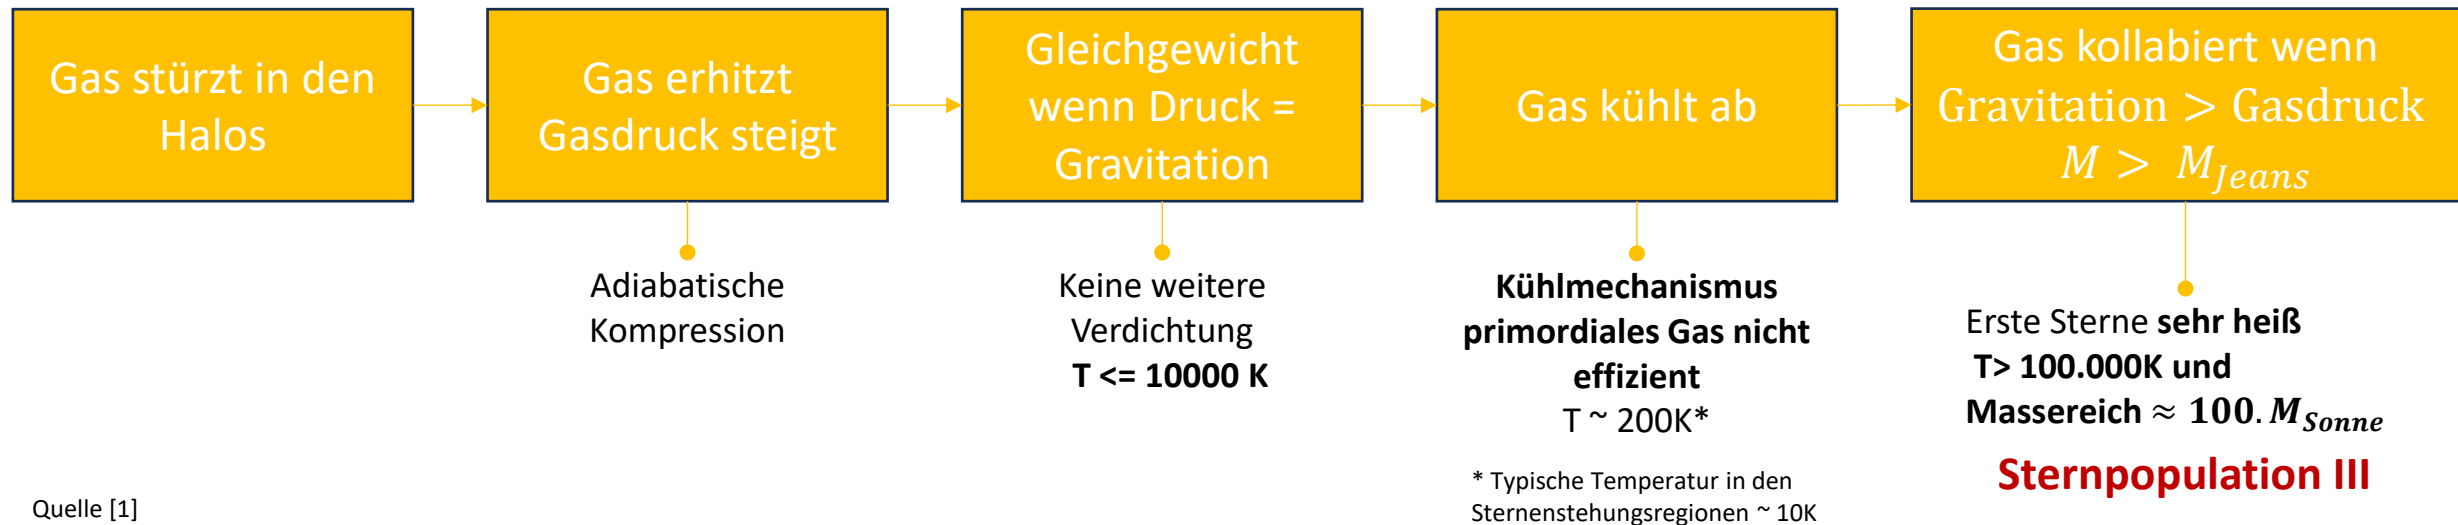 Gas stürzt in den
Halos
Gas erhitzt
Gasdruck steigt
Gleichgewicht
wenn Druck =
Gravitation
Gas kühlt ab
Gas kollabiert wenn
Gravitation > Gasdruck
M > M_Jeans
Adiabatische
Kompression
Keine weitere
Verdichtung
T <= 10000 K
Kühlmechanismus
primordiales Gas nicht
effizient
T ~ 200K*
* Typische Temperatur in den
Sternenstehungsregionen ~ 10K
Erste Sterne sehr heiß
T> 100.000K und
Massereich ≈ 100. M_Sonne
Sternpopulation III
Quelle [1]